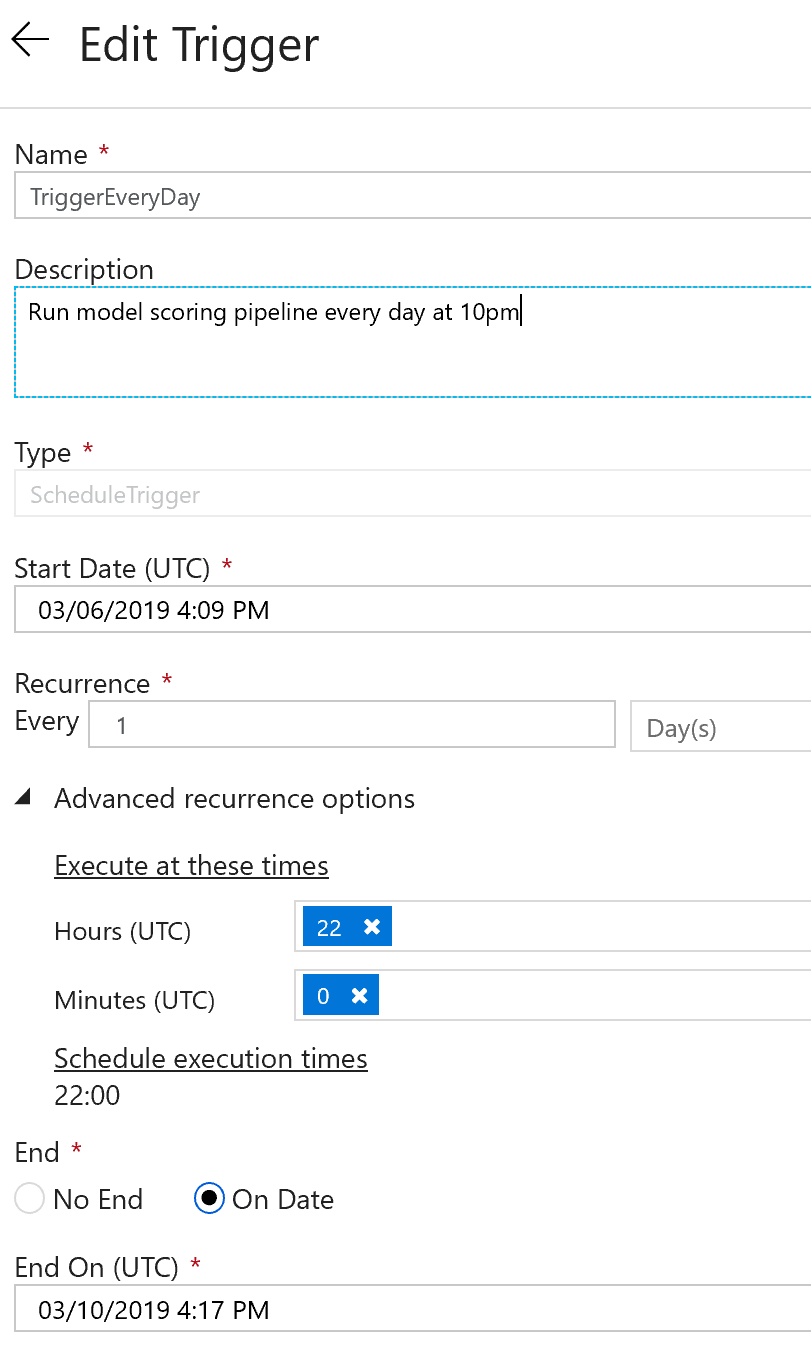 Edit Trigger
Name *
TriggerEveryDay
Description
Run model scoring pipeline every day at 10pm
Type *
ScheduleTrigger
Start Date (UTC) *
03/06/2019 4:09 PM
Recurrence *
Every 1 Day(s)
Advanced recurrence options
Execute at these times
Hours (UTC) 22
Minutes (UTC) 0
Schedule execution times
22:00
End *
No End On Date
End On (UTC) *
03/10/2019 4:17 PM